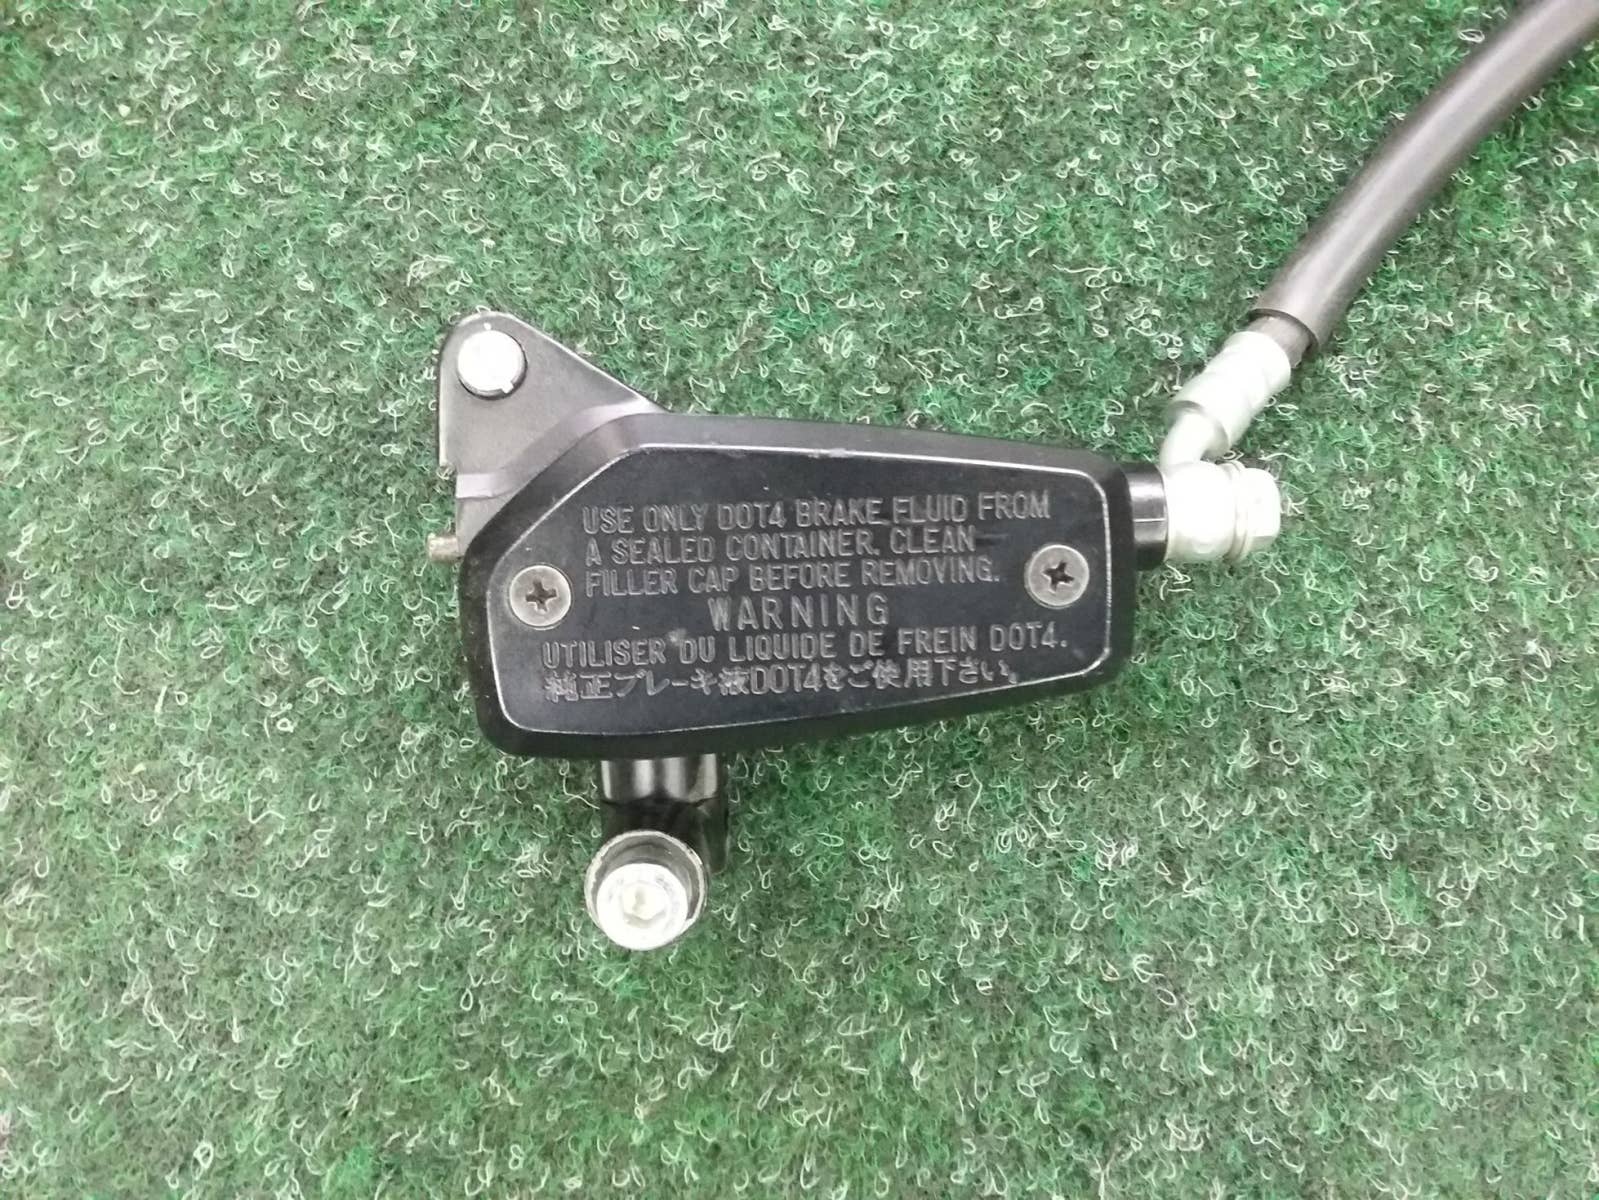 USE ONLY DOT4 BRAKE FLUID FROM
A SEALED CONTAINER. CLEAN
FILLER CAP BEFORE REMOVING.
WARNING
UTILISER DU LIQUIDE DE FREIN DOT4.
純正ブレーキ液DOT4をご使用下さい。